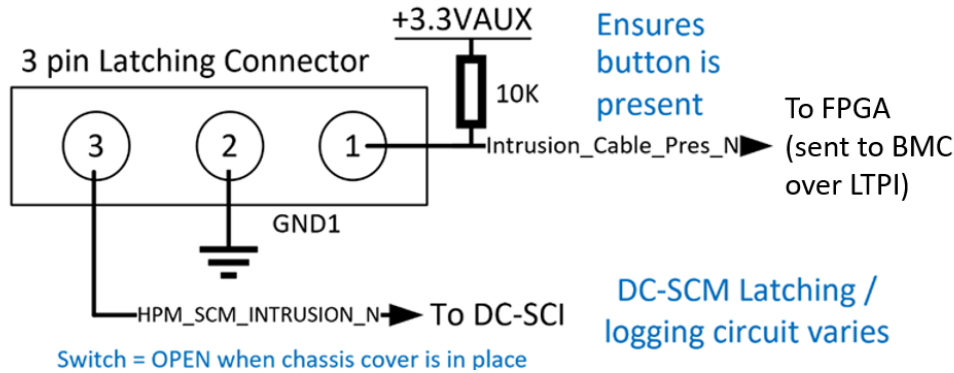 +3.3VAUX
Ensures
button is
present
3 pin Latching Connector
10K
3
2
1
Intrusion_Cable_Pres_N
To FPGA
(sent to BMC
over LTPI)
GND1
HPM_SCM_INTRUSION_N
To DC-SCI
DC-SCM Latching /
logging circuit varies
Switch = OPEN when chassis cover is in place